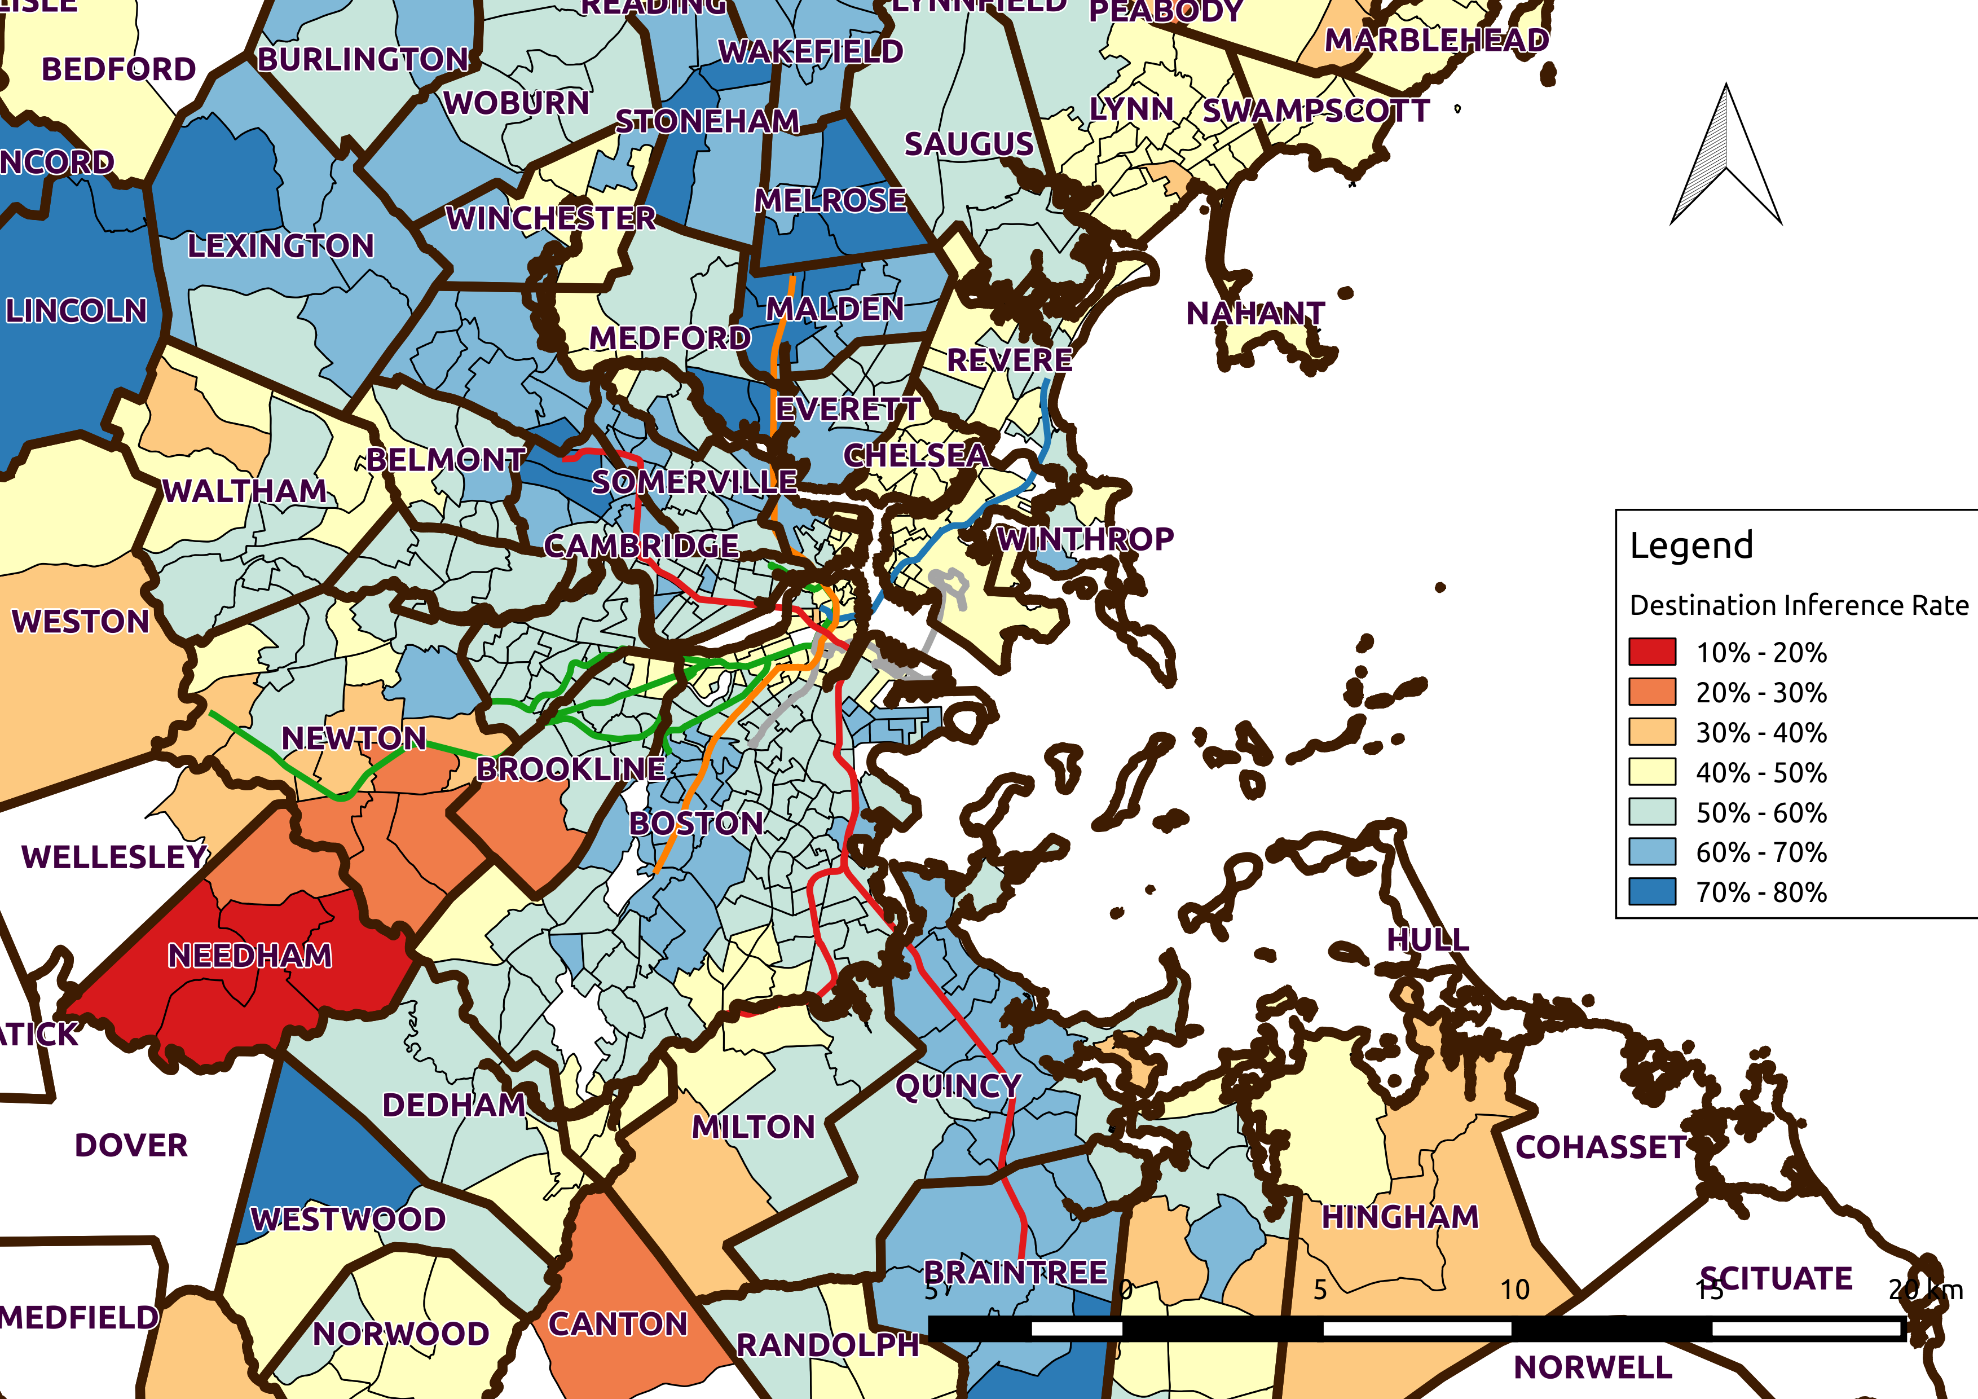 LISLE
READING
LYNNFIELD
PEABODY
MARBLEHEAD
BEDFORD
BURLINGTON
WAKEFIELD
WOBURN
STONEHAM
LYNN
SWAMPSCOTT
SAUGUS
NCORD
WINCHESTER
MELROSE
LEXINGTON
LINCOLN
MALDEN
NAHANT
MEDFORD
REVERE
EVERETT
BELMONT
CHELSEA
WALTHAM
SOMERVILLE
CAMBRIDGE
WINTHROP
WESTON
NEWTON
BROOKLINE
BOSTON
WELLESLEY
NEEDHAM
HULL
ATICK
QUINCY
DEDHAM
MILTON
DOVER
COHASSET
WESTWOOD
HINGHAM
BRAINTREE
SCITUATE
MEDFIELD
NORWOOD
CANTON
RANDOLPH
NORWELL
Legend
Destination Inference Rate
10% - 20%
20% - 30%
30% - 40%
40% - 50%
50% - 60%
60% - 70%
70% - 80%
5 0 5 10 15 20 km